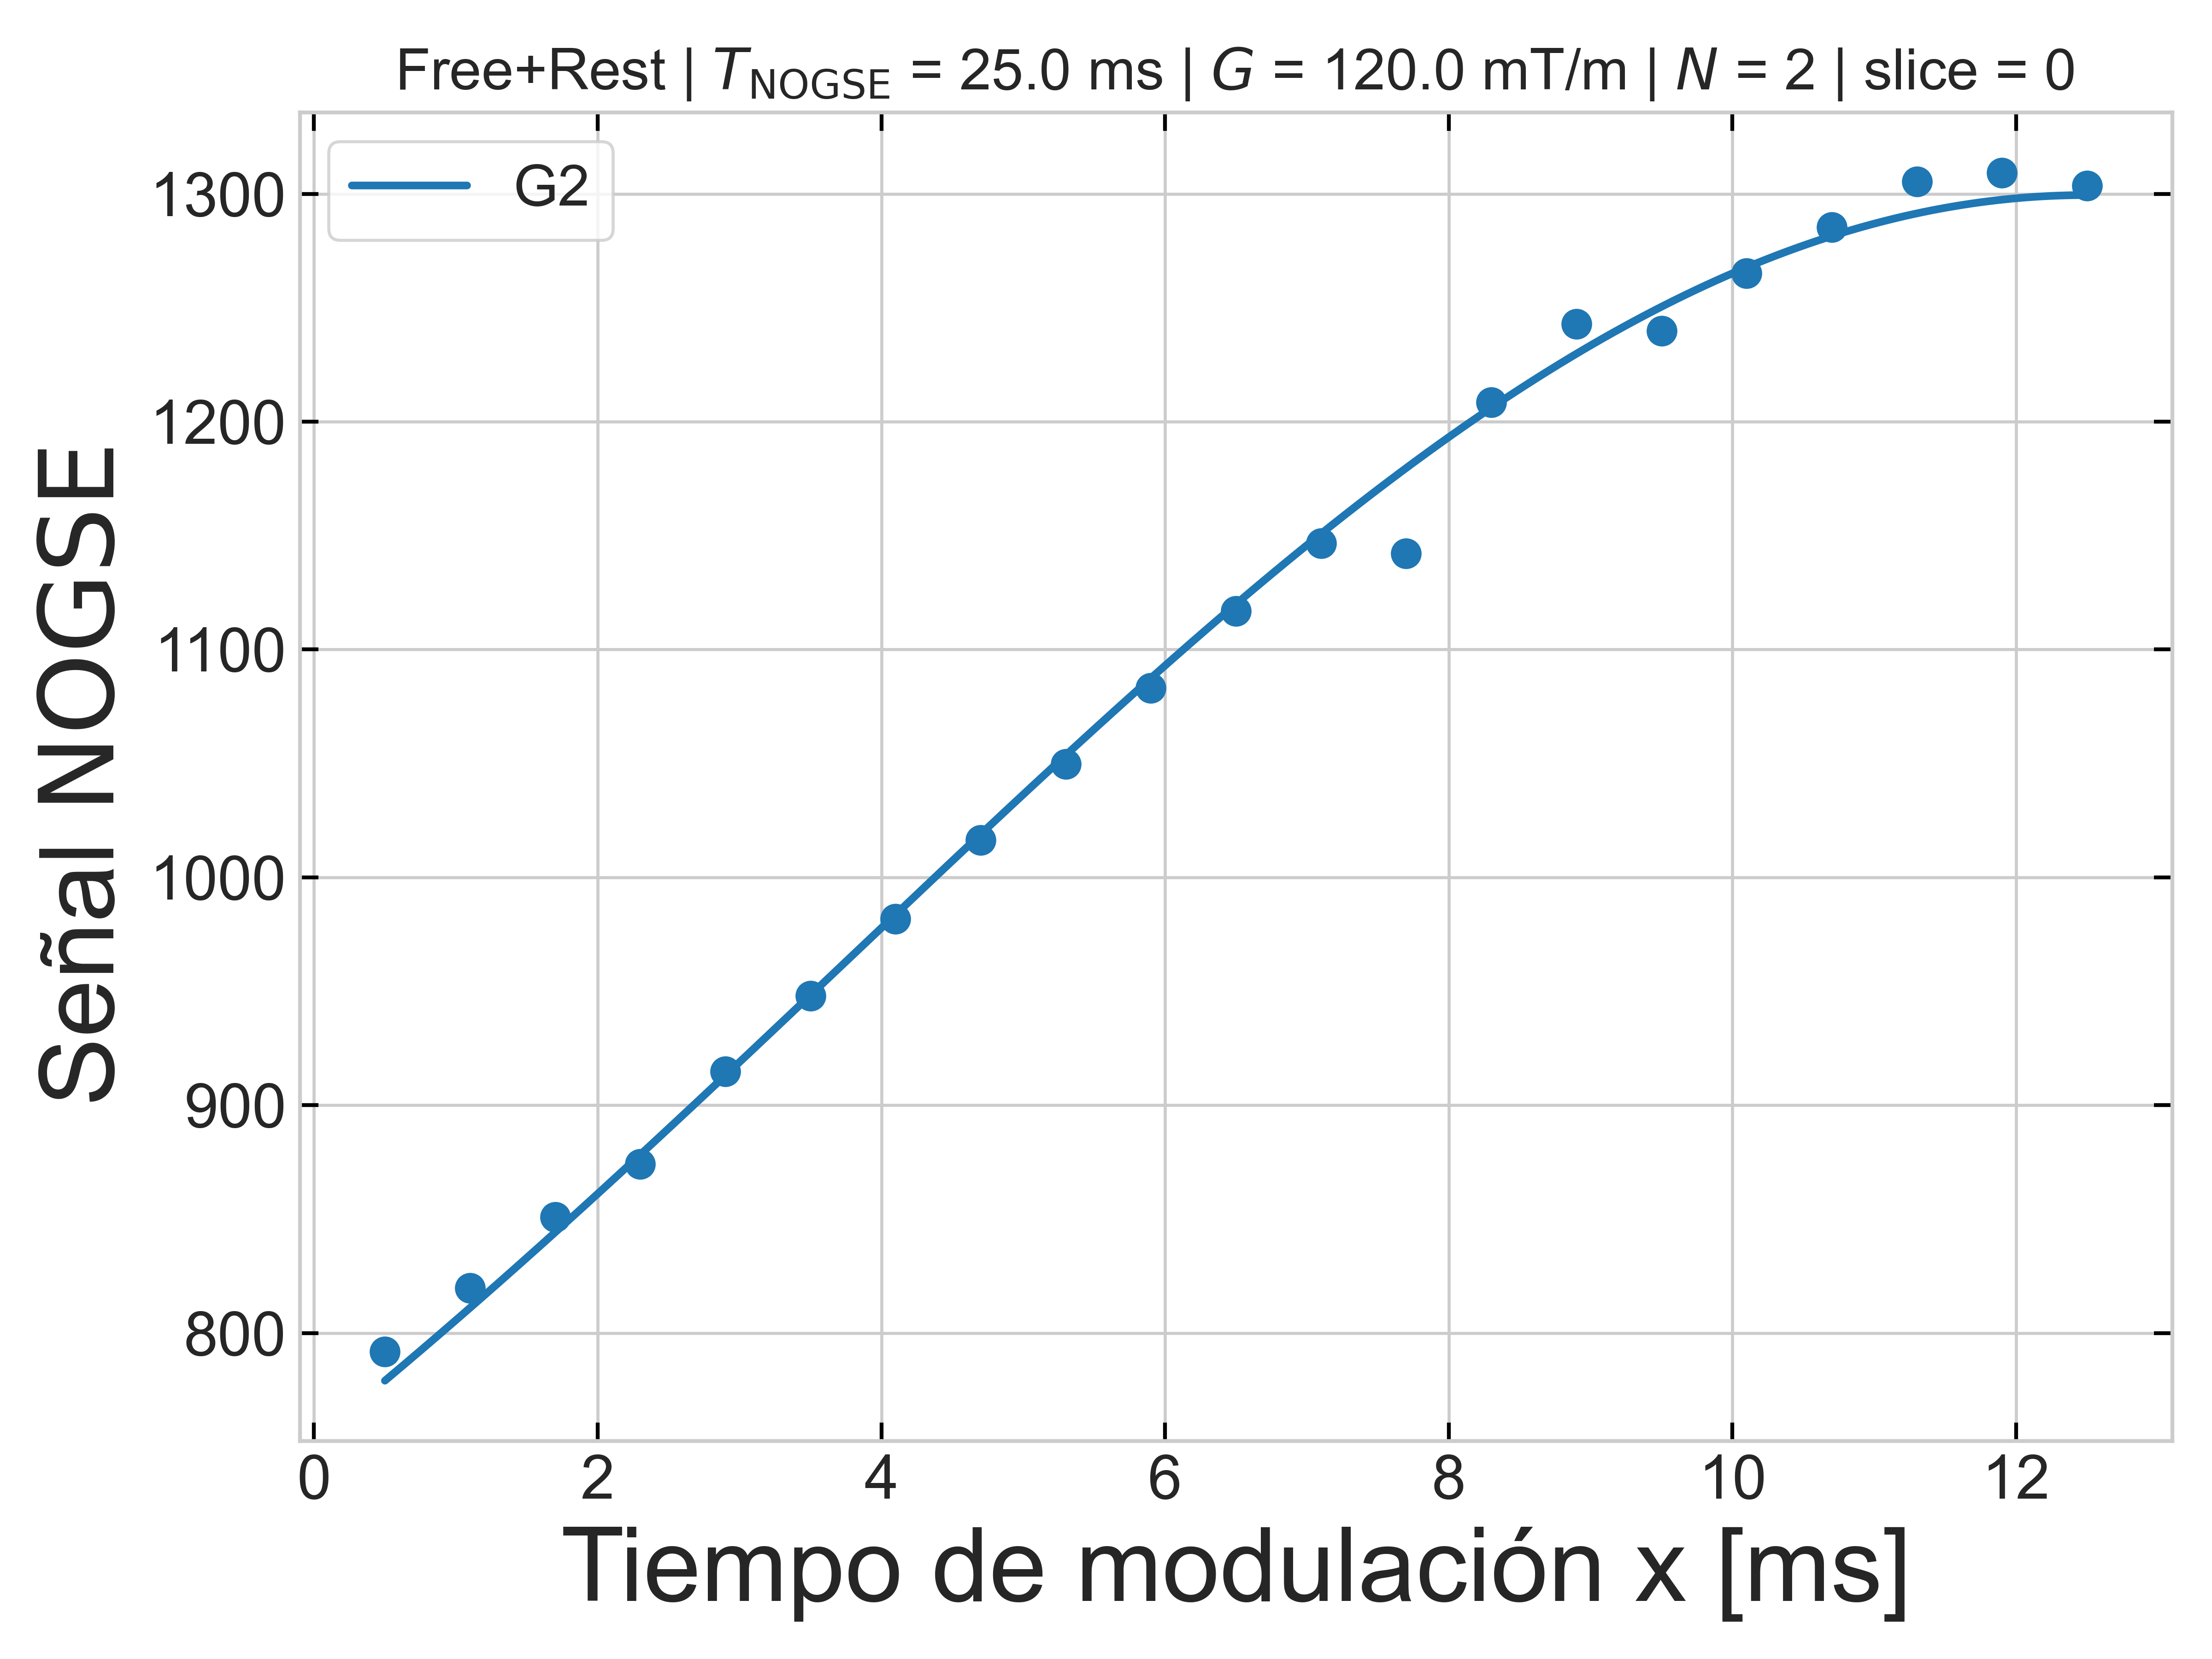 Free+Rest | T_NOGSE = 25.0 ms | G = 120.0 mT/m | N = 2 | slice = 0
G2
1300
1200
1100
1000
900
800
Señal NOGSE
0 2 4 6 8 10 12
Tiempo de modulación x [ms]